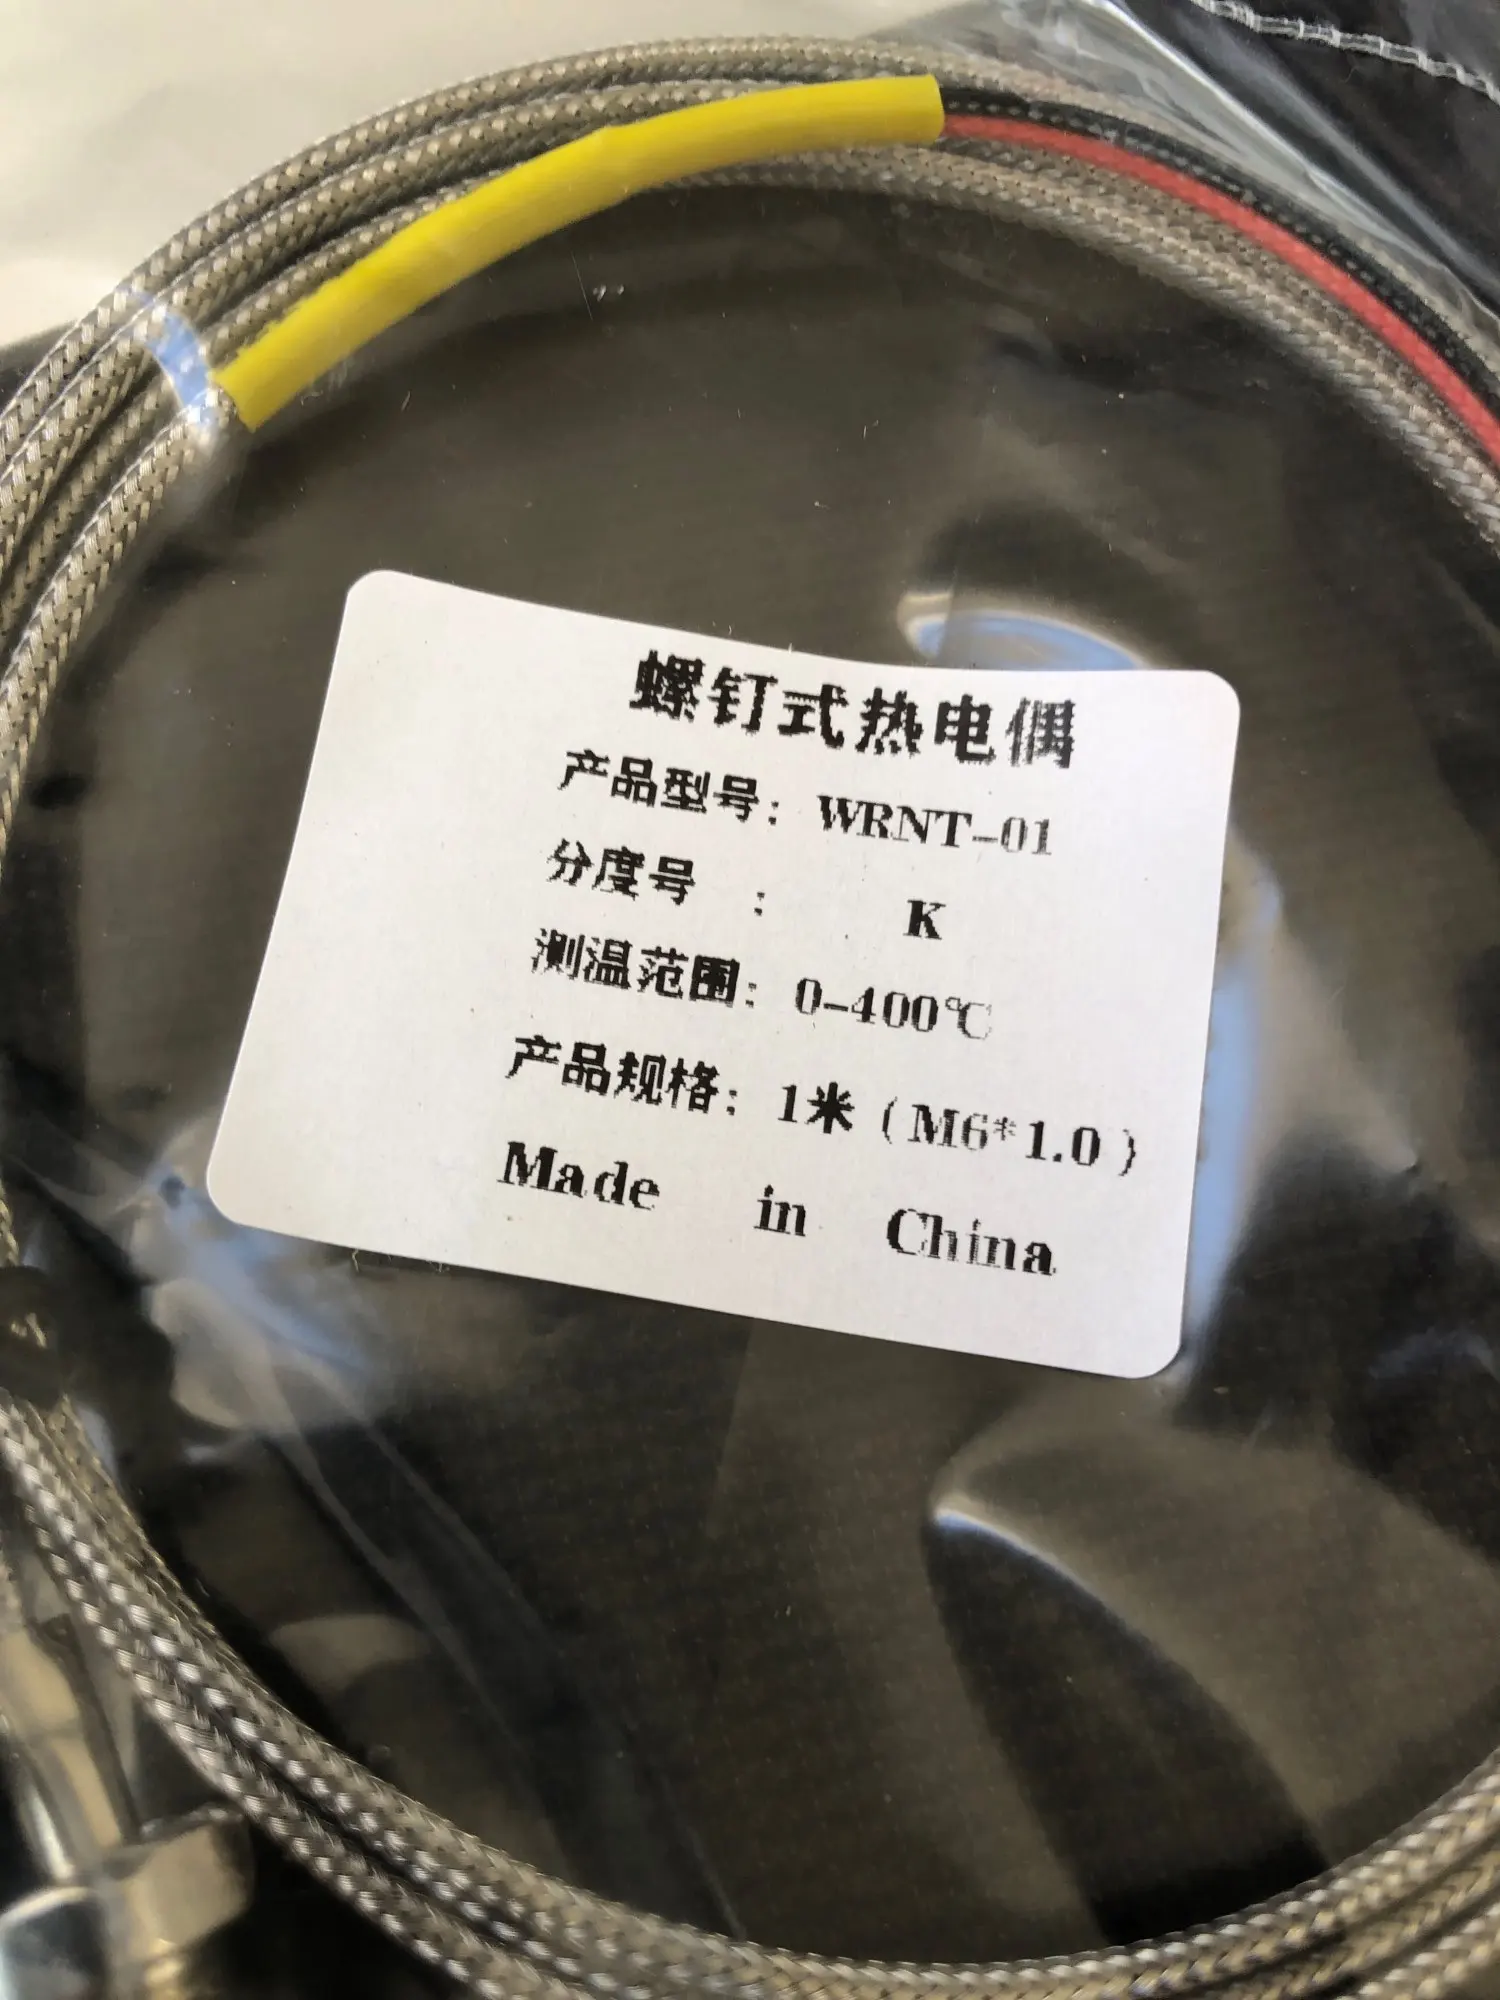 螺钉式热电偶
产品型号: WRNT-01
分度号 : K
测温范围: 0-400℃
产品规格: 1米 (M6*1.0)
Made in China